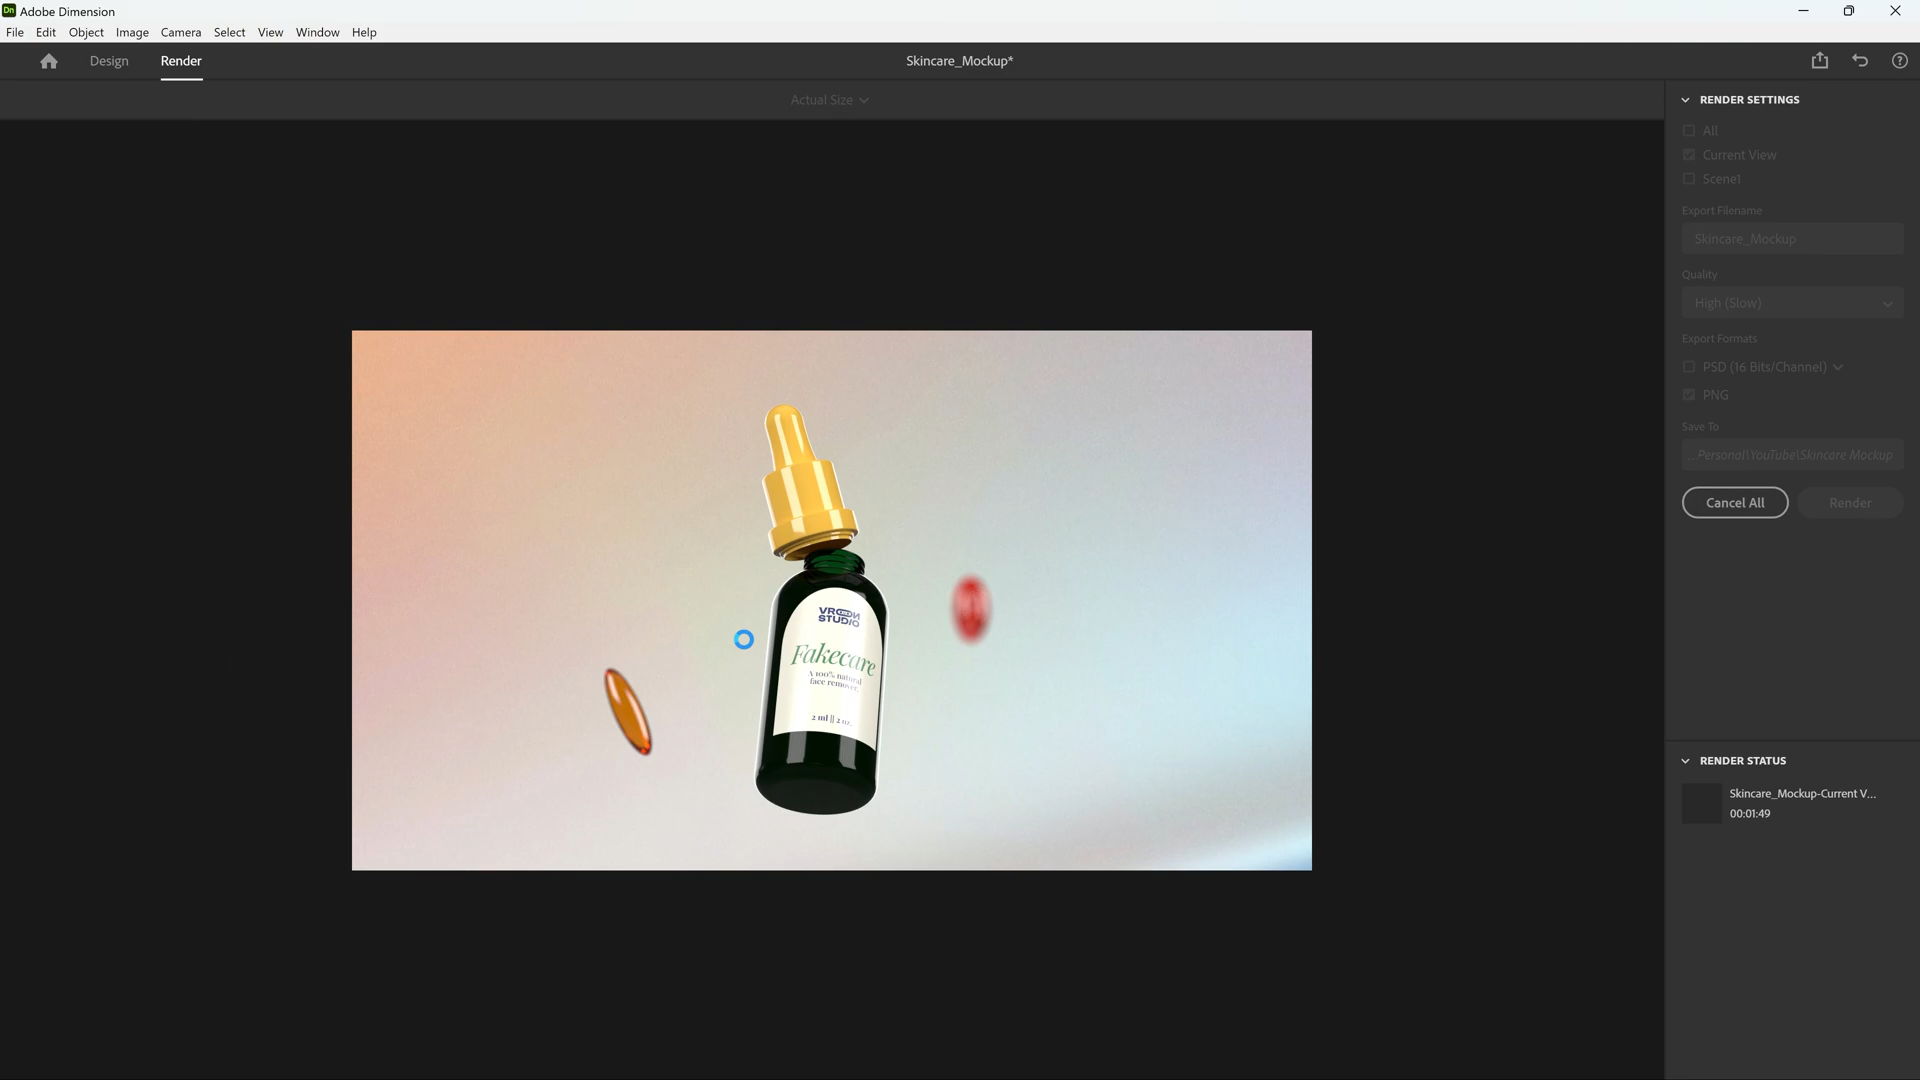 Dn Adobe Dimension
File Edit Object Image Camera Select View Window Help
Design Render Skincare_Mockup*
Actual Size
RENDER SETTINGS
All
Current View
Scene1
Export Filename
Skincare_Mockup
Quality
High (Slow)
Export Formats
PSD (16 Bits/Channel)
PNG
Save To
...Personal\YouTube\Skincare Mockup
Cancel All Render
VROON
STUDIO
Fakecare
A 100% natural
face remover.
2 ml || 2 oz.
RENDER STATUS
Skincare_Mockup-Current V...
00:01:49